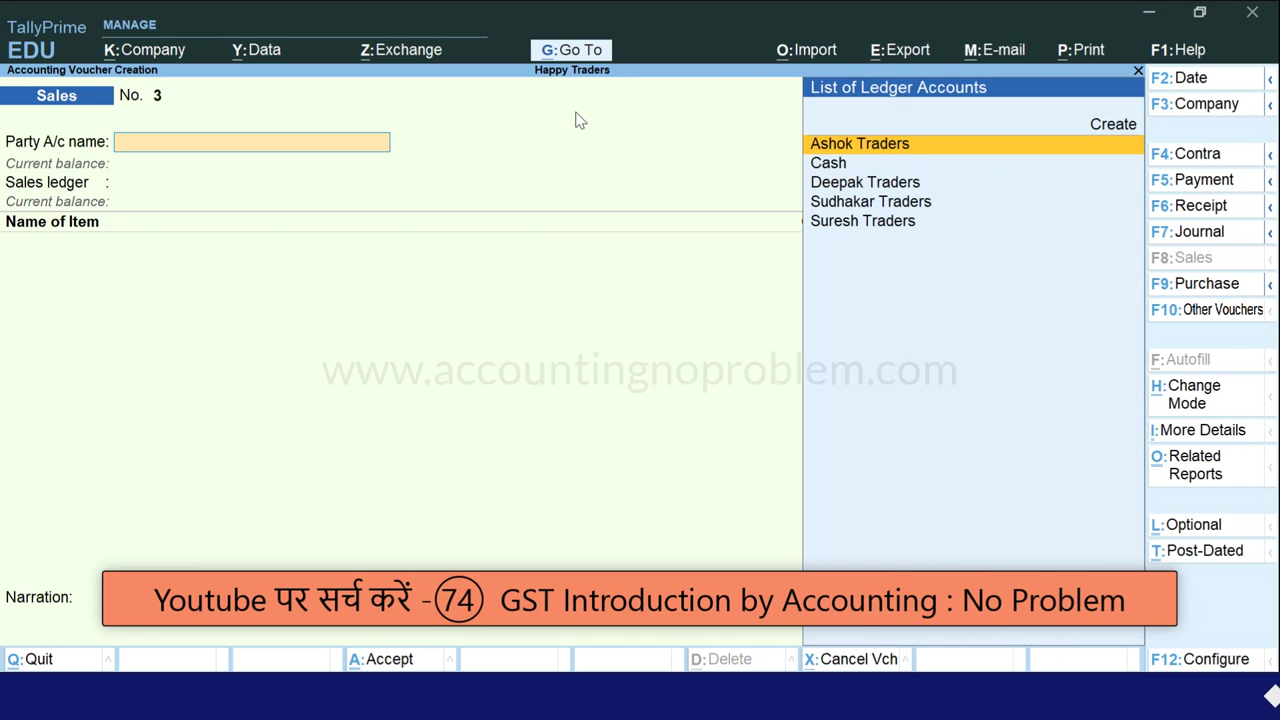 TallyPrime
EDU
MANAGE
K:Company
Y:Data
Z:Exchange
G:Go To
O:Import
E:Export
M:E-mail
P:Print
F1:Help
Accounting Voucher Creation
Happy Traders
Sales No. 3
Party A/c name:
Current balance:
Sales ledger :
Current balance:
Name of Item
List of Ledger Accounts
Create
Ashok Traders
Cash
Deepak Traders
Sudhakar Traders
Suresh Traders
F2:Date
F3:Company
F4:Contra
F5:Payment
F6:Receipt
F7:Journal
F8:Sales
F9:Purchase
F10:Other Vouchers
F:Autofill
H:Change
Mode
I:More Details
O:Related
Reports
L:Optional
T:Post-Dated
www.accountingnoproblem.com
Narration:
Youtube पर सर्च करें - 74 GST Introduction by Accounting : No Problem
Q:Quit
A:Accept
D:Delete
X:Cancel Vch
F12:Configure